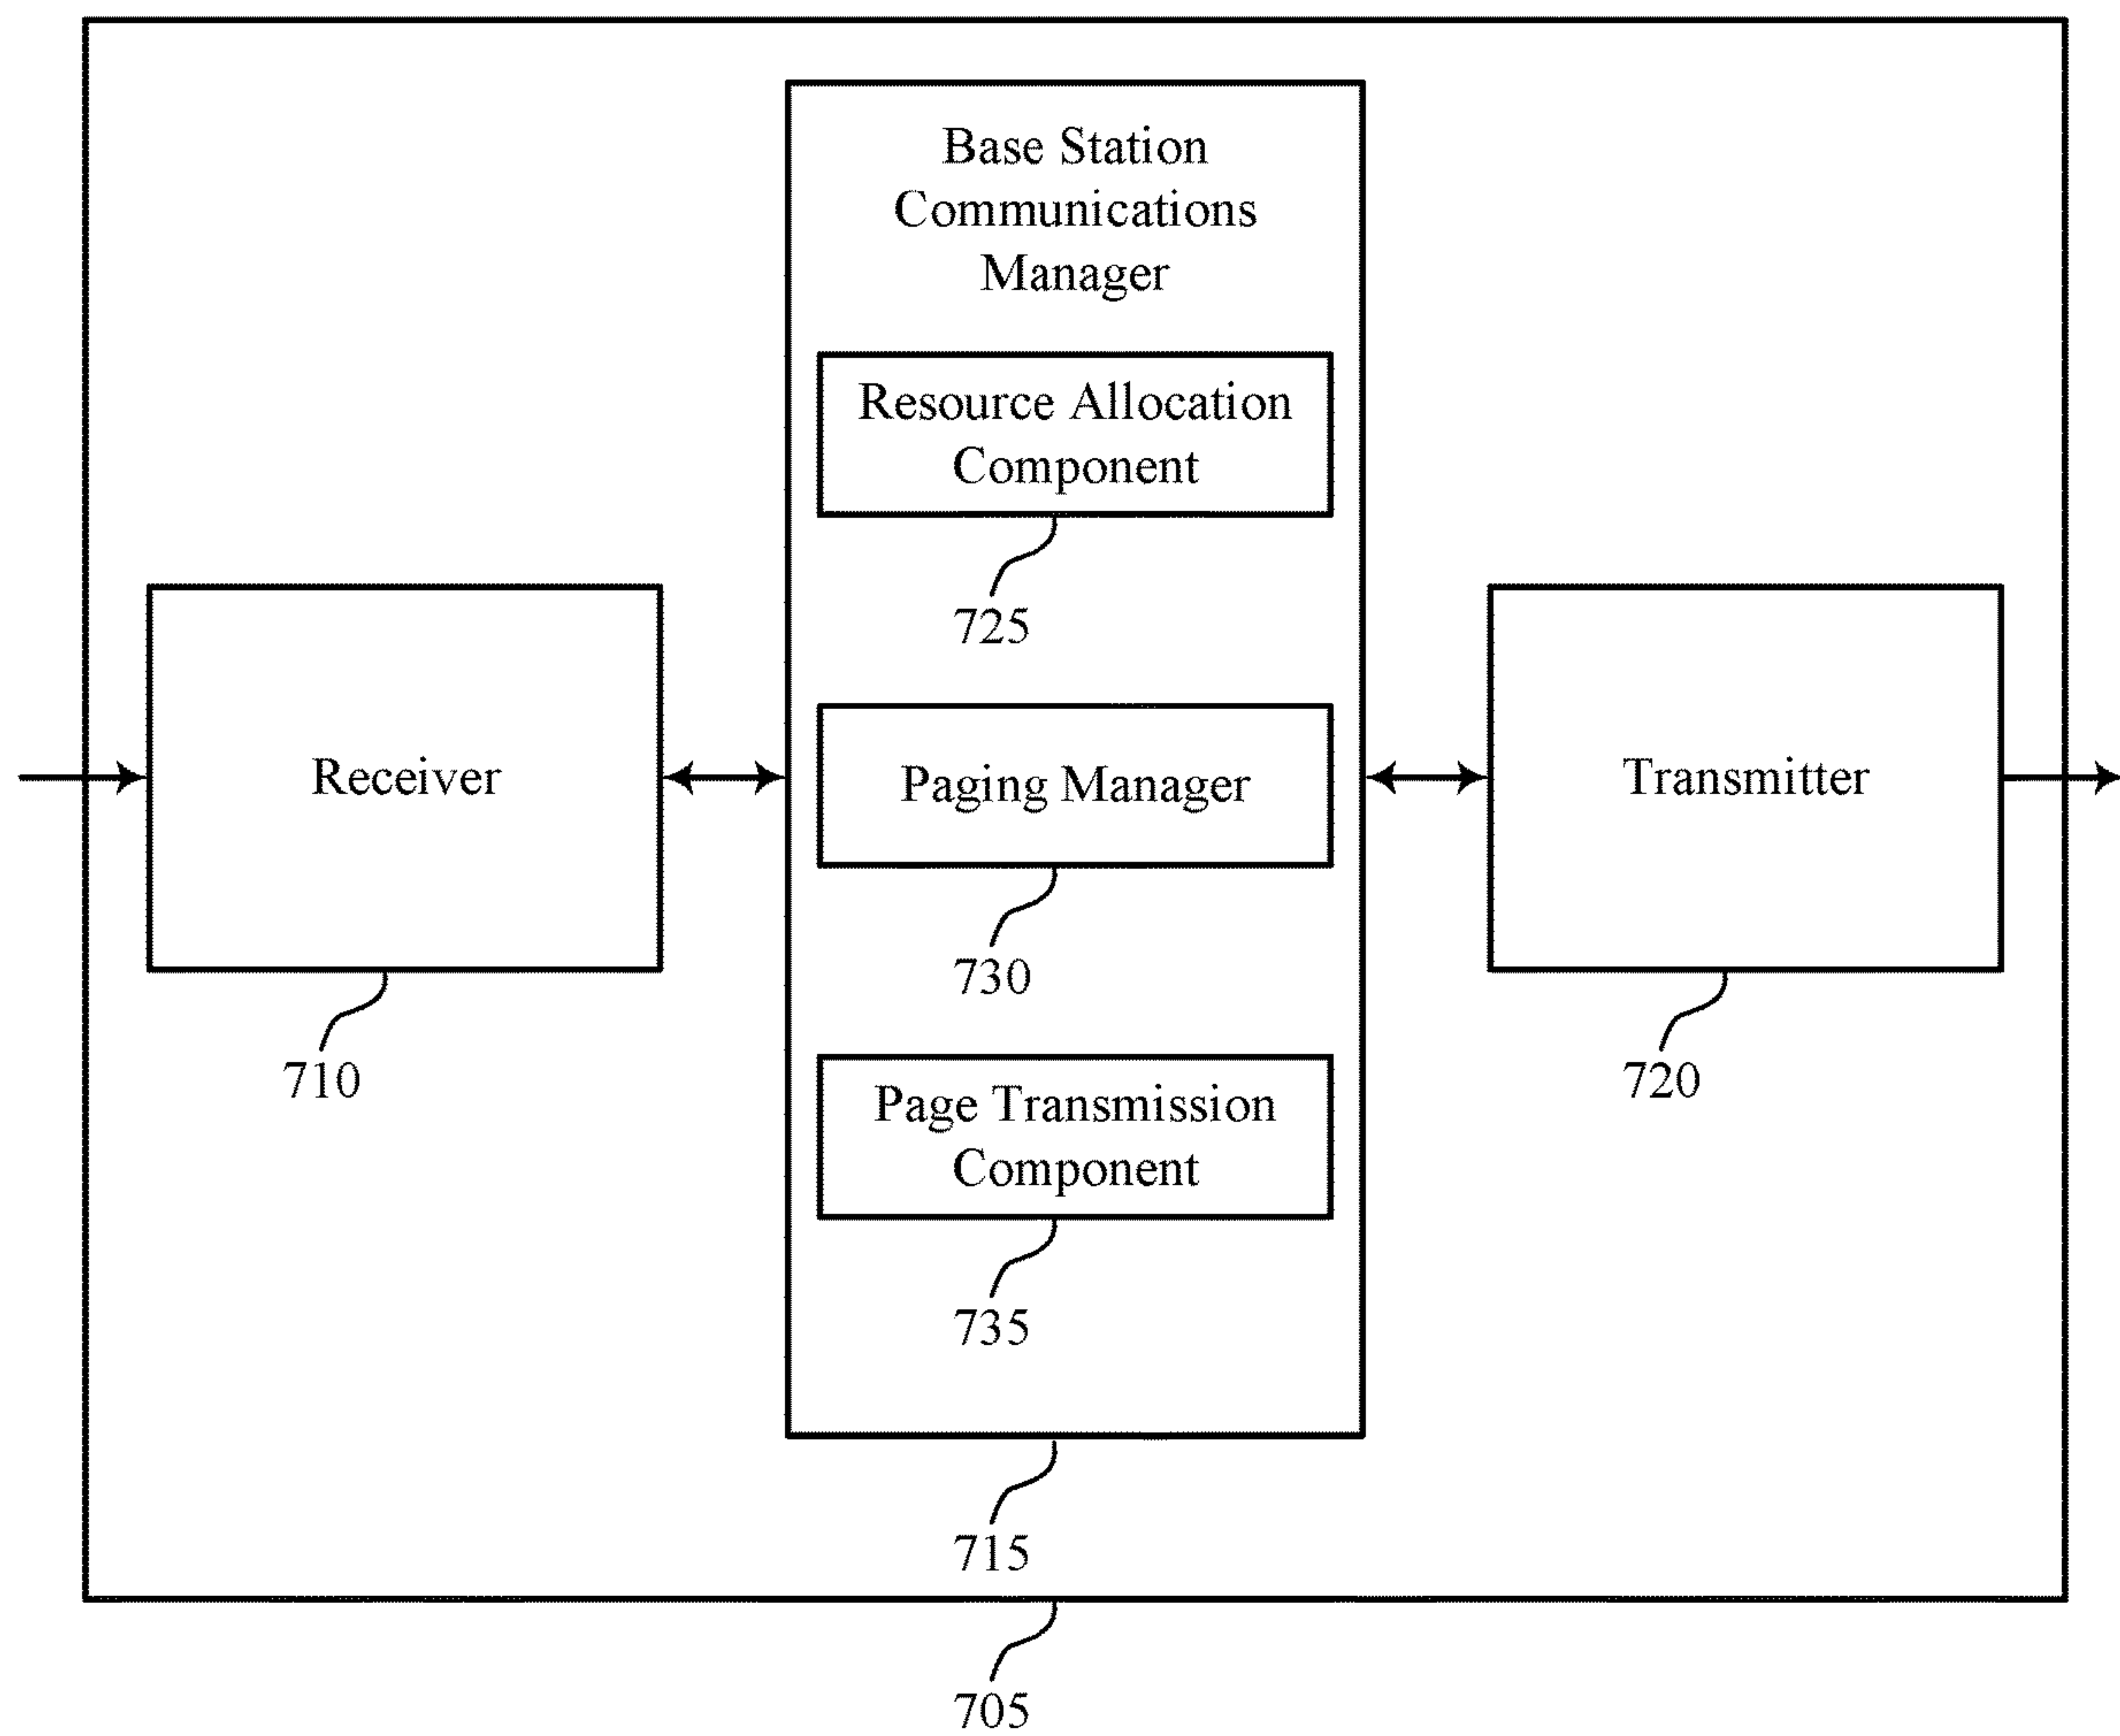 Base Station
Communications
Manager
Resource Allocation
Component
725
Receiver
710
Paging Manager
730
Transmitter
720
Page Transmission
Component
735
715
705